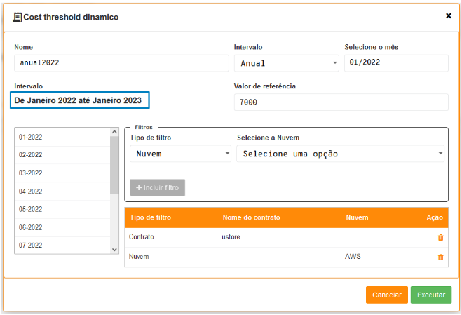 Cost threshold dinamico
×
Nome
Intervalo
Selecione o mês
anual2022
Anual
01/2022
Intervalo
Valor de referência
De Janeiro 2022 até Janeiro 2023
7000
01-2022
02-2022
03-2022
04-2022
05-2022
06-2022
07-2022
Filtros
Tipo de filtro
Selecione a Nuvem
Nuvem
Selecione uma opção
+ Incluir filtro
Tipo de filtro
Nome do contrato
Nuvem
Ação
Contrato
ustore
Nuvem
AWS
Cancelar
Executar